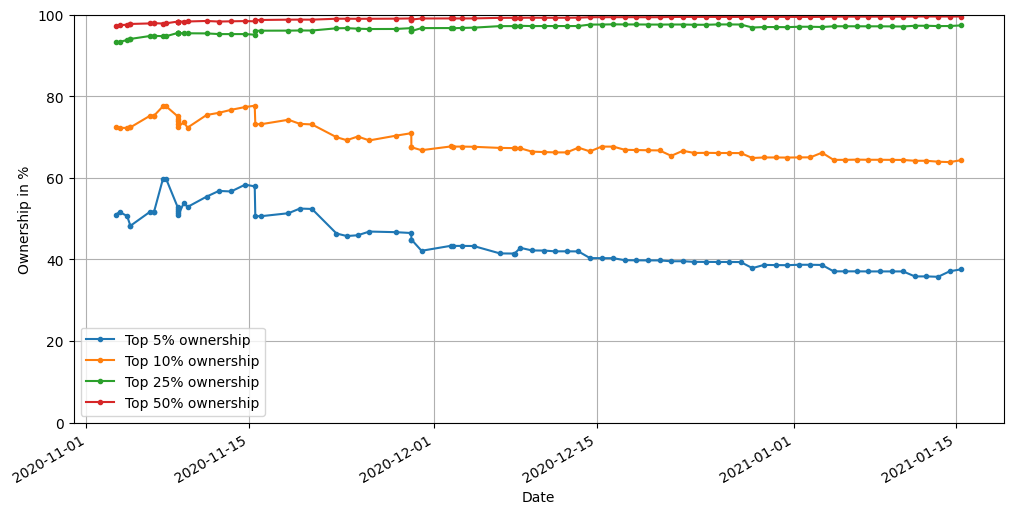 100
80
60
40
20
0
Ownership in %
Top 5% ownership
Top 10% ownership
Top 25% ownership
Top 50% ownership
2020-11-01
2020-11-15
2020-12-01
2020-12-15
2021-01-01
2021-01-15
Date